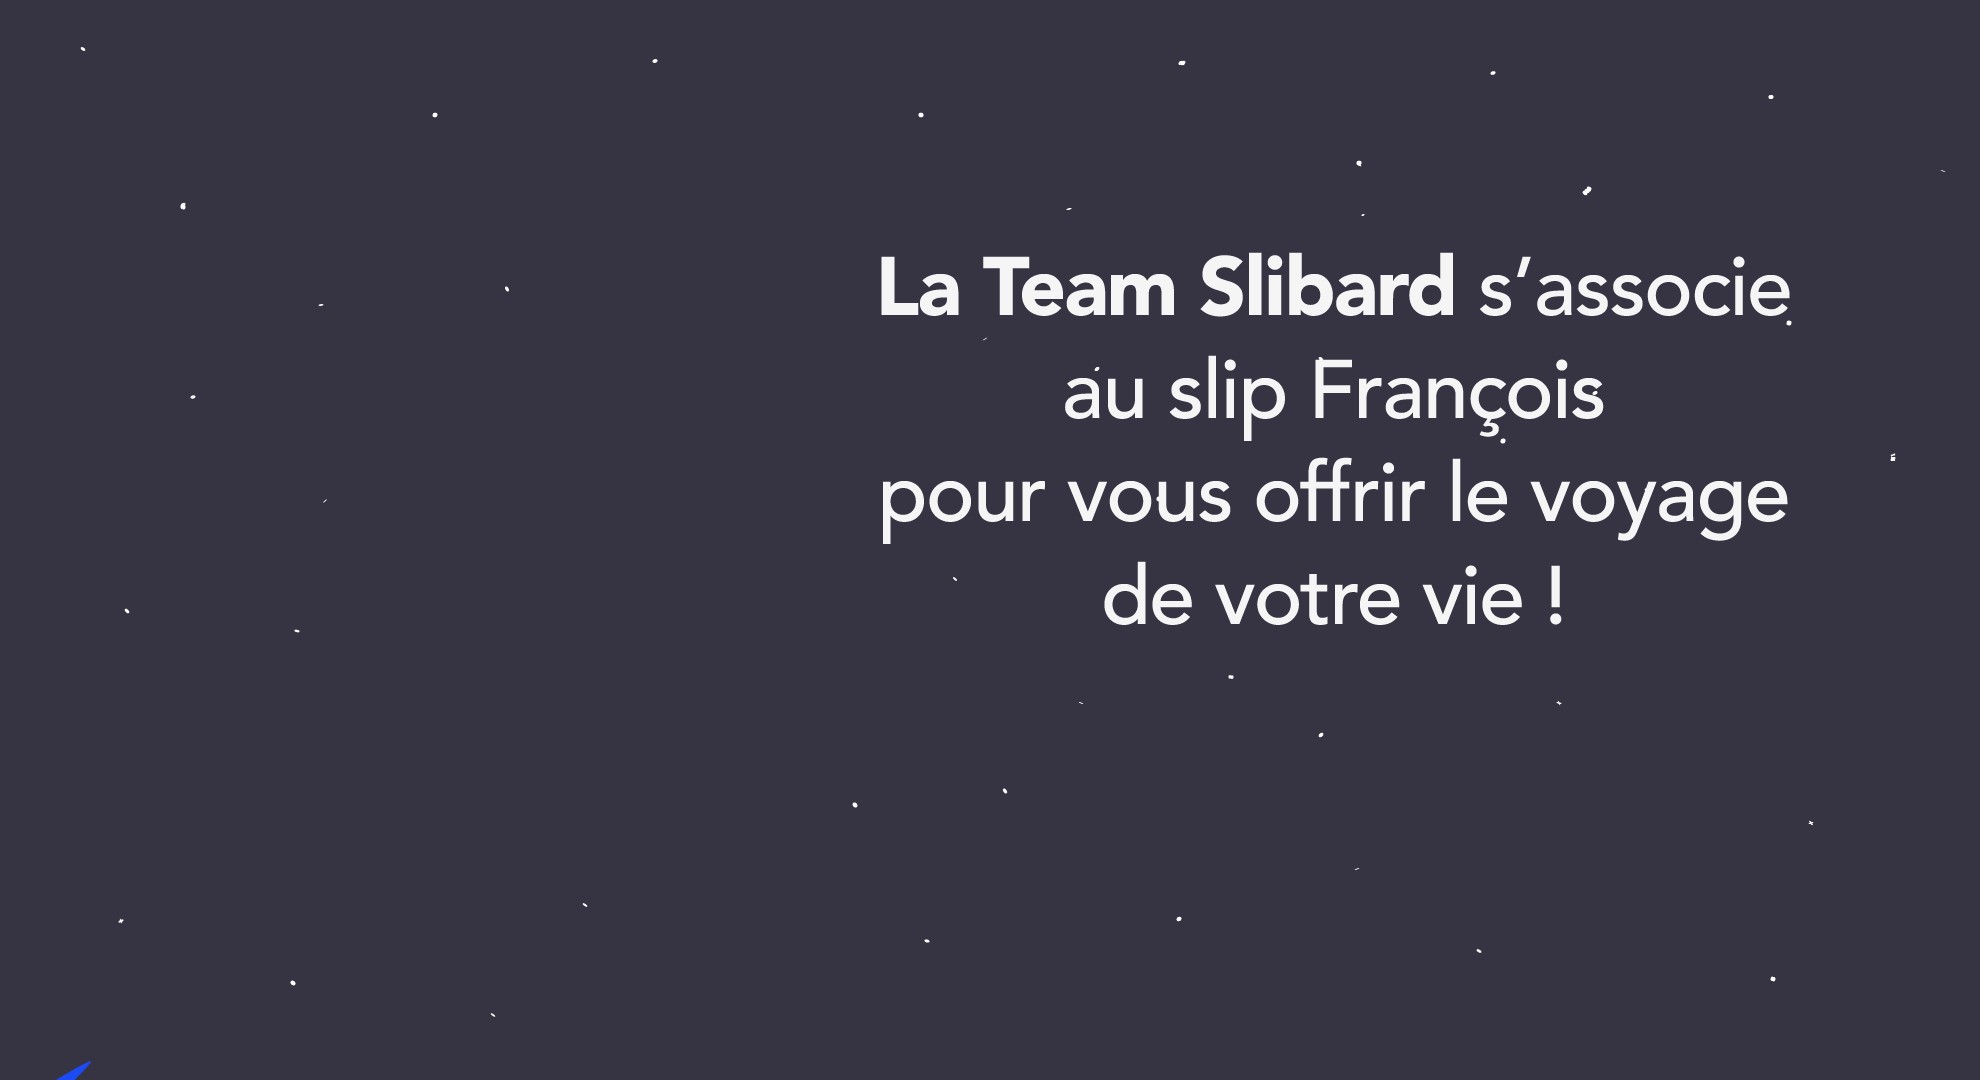 La Team Slibard s’associe
au slip François
pour vous offrir le voyage
de votre vie !